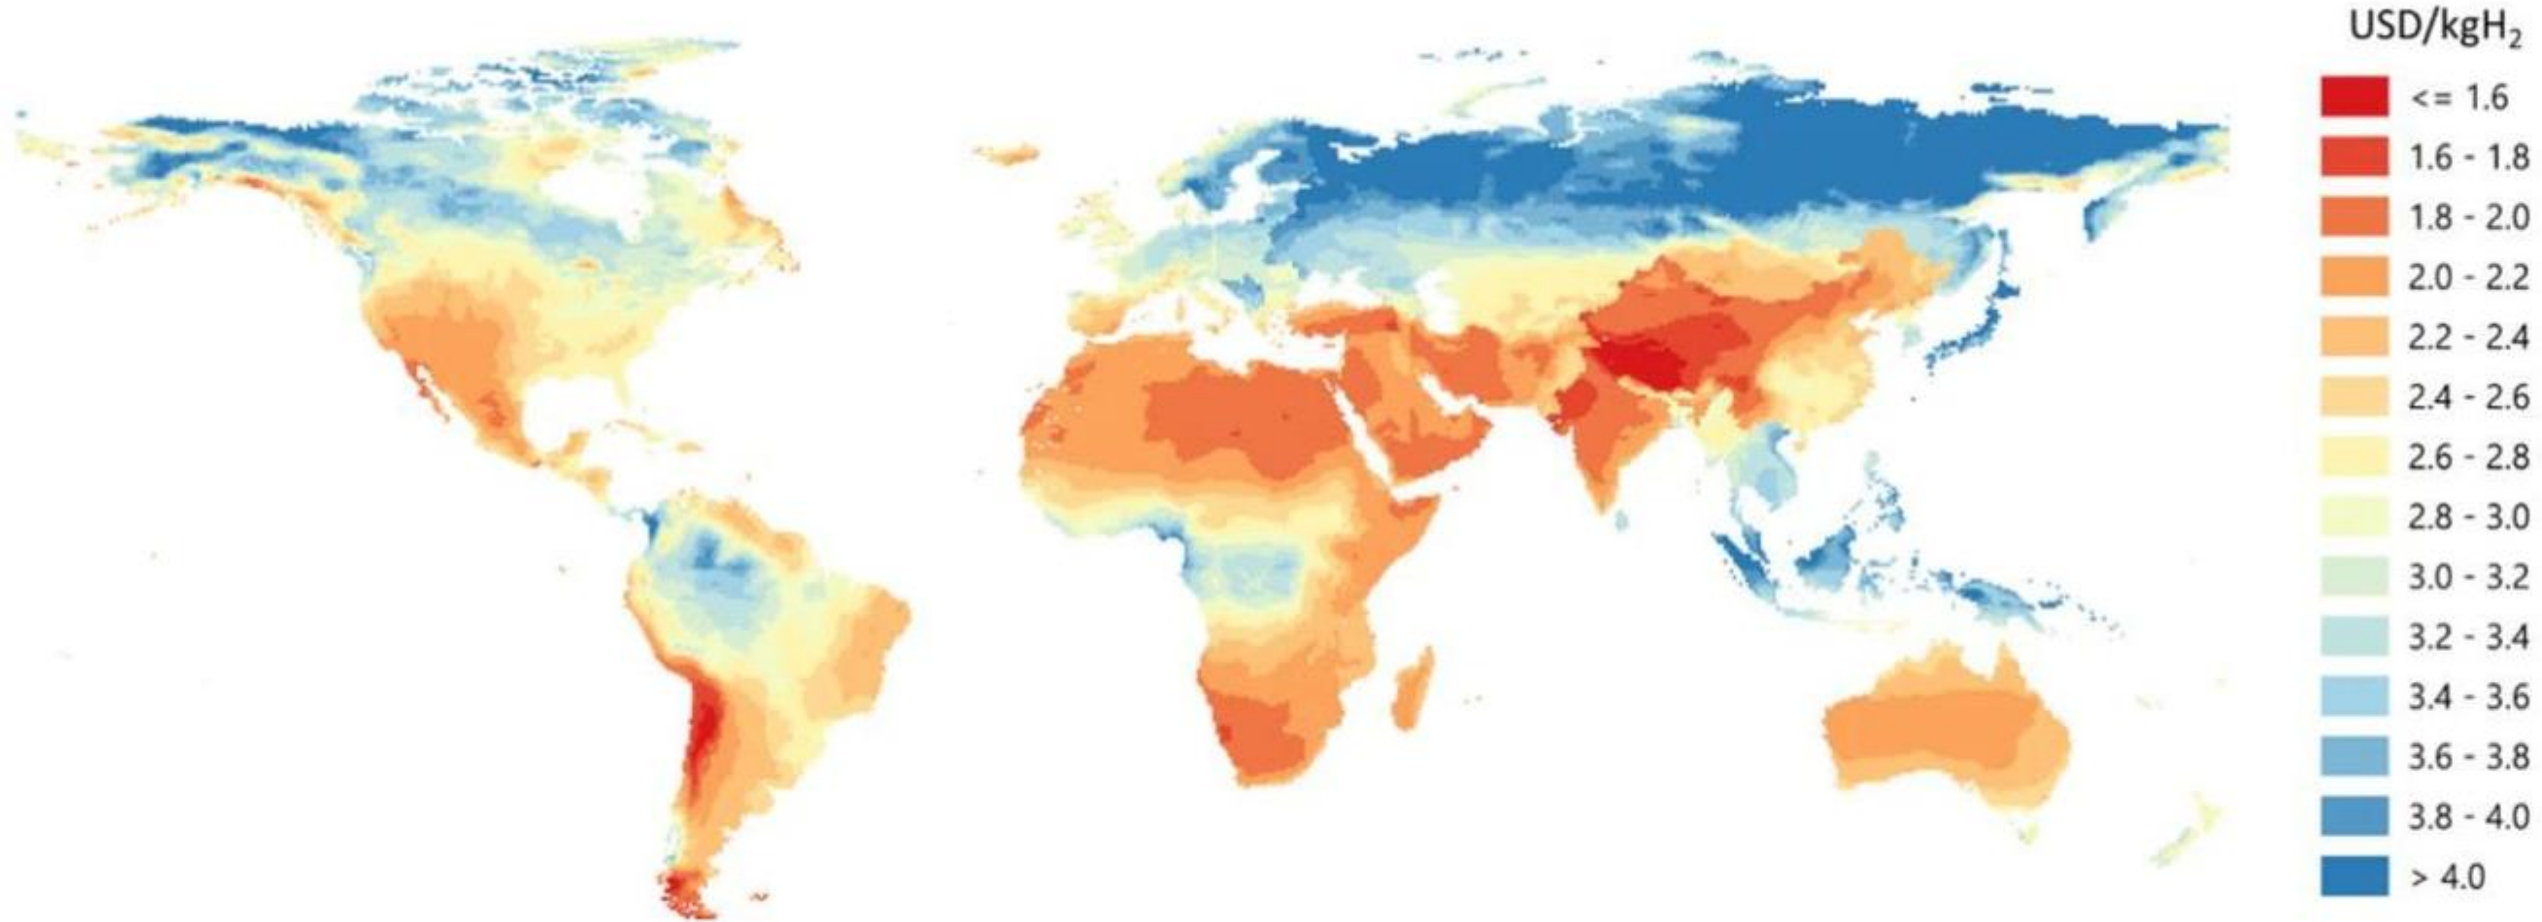 USD/kgH₂
<= 1.6
1.6 - 1.8
1.8 - 2.0
2.0 - 2.2
2.2 - 2.4
2.4 - 2.6
2.6 - 2.8
2.8 - 3.0
3.0 - 3.2
3.2 - 3.4
3.4 - 3.6
3.6 - 3.8
3.8 - 4.0
> 4.0